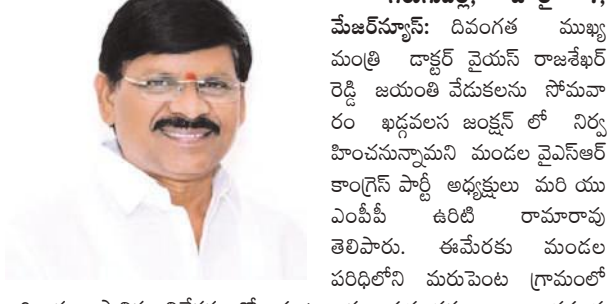 మేజర్‌న్యూస్: దివంగత ముఖ్య
మంత్రి డాక్టర్ వైయస్ రాజశేఖర్
రెడ్డి జయంతి వేడుకలను సోమవా
రం ఖడ్గవలస జంక్షన్ లో నిర్వ
హించనున్నామని మండల వైఎస్ఆర్
కాంగ్రెస్ పార్టీ అధ్యక్షులు మరి యు
ఎంపీపీ ఉరిటి రామారావు
తెలిపారు. ఈమేరకు మండల
పరిధిలోని మరుపెంట గ్రామంలో